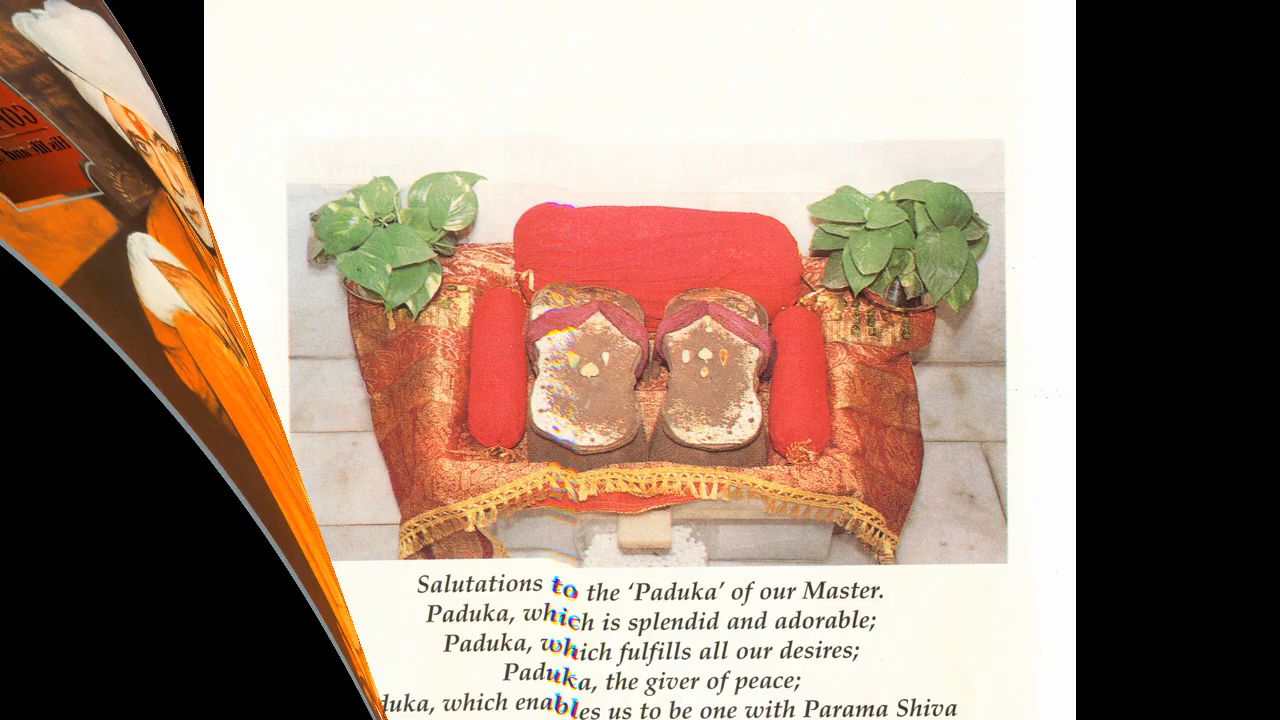 Salutations to the ‘Paduka’ of our Master.
Paduka, which is splendid and adorable;
Paduka, which fulfills all our desires;
Paduka, the giver of peace;
duka, which enables us to be one with Parama Shiva